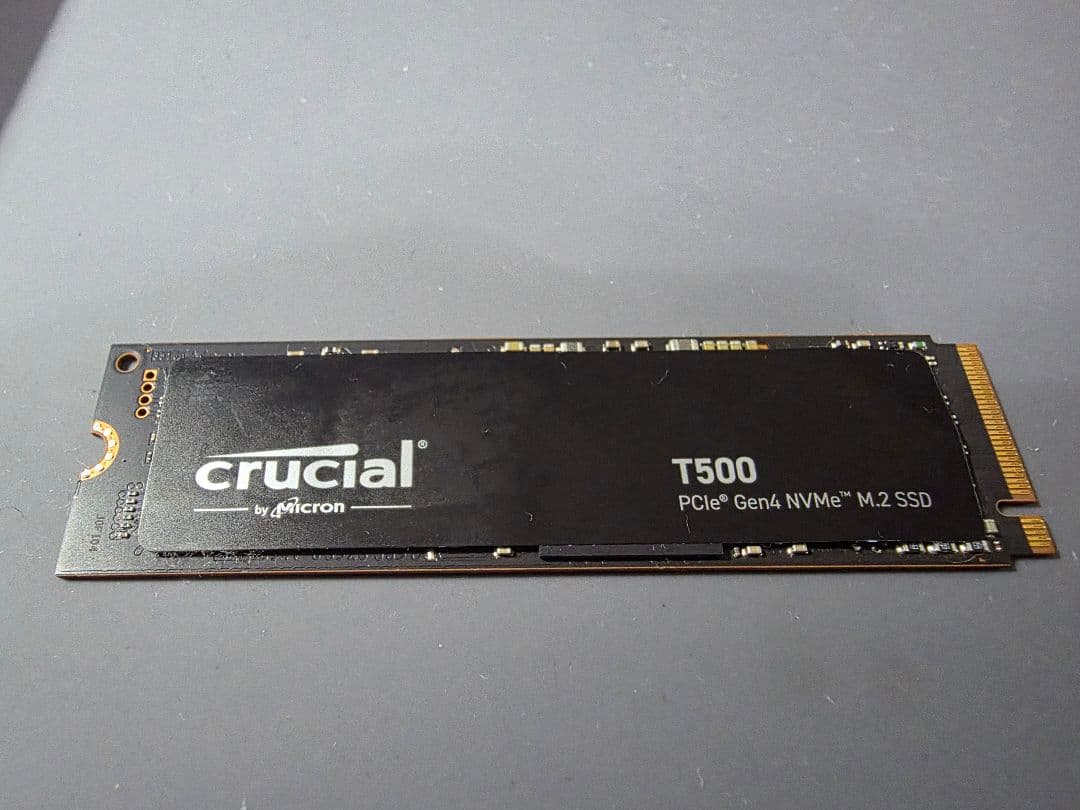 crucial®
by Micron
T500
PCIe® Gen4 NVMe™ M.2 SSD